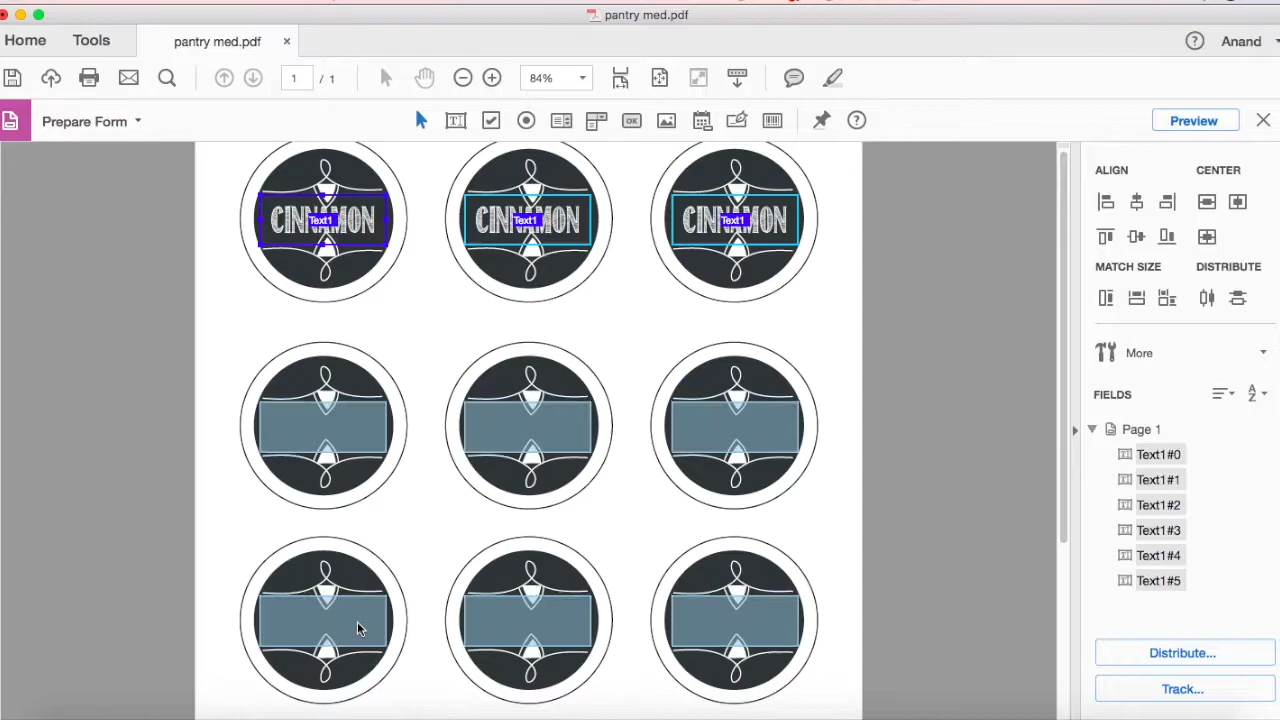 pantry med.pdf
Home
Tools
pantry med.pdf ×
Anand
1 / 1
84%
Prepare Form
OK
Preview
CINNAMON CINNAMON CINNAMON
Text1 Text1 Text1
ALIGN
CENTER
MATCH SIZE
DISTRIBUTE
More
FIELDS
Page 1
Text1#0
Text1#1
Text1#2
Text1#3
Text1#4
Text1#5
Distribute...
Track...